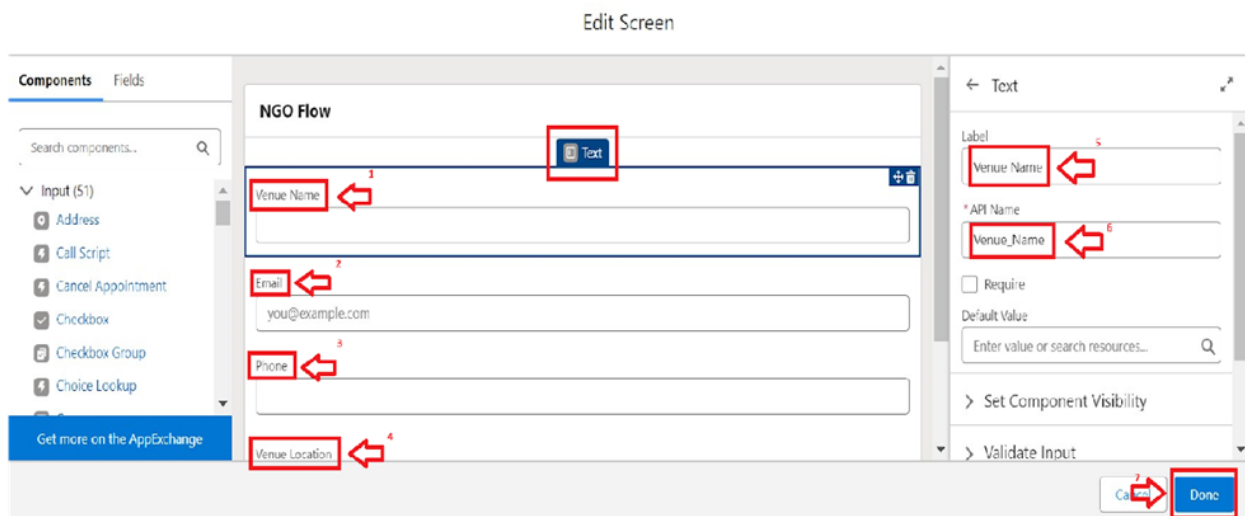 Edit Screen
Components Fields
Search components...
Input (51)
Address
Call Script
Cancel Appointment
Checkbox
Checkbox Group
Choice Lookup
Get more on the AppExchange
NGO Flow
Text
Venue Name 1
Email 2
you@example.com
Phone 3
Venue Location 4
Text
Label
Venue Name 5
*API Name
Venue_Name 6
Require
Default Value
Enter value or search resources...
Set Component Visibility
Validate Input
7 Done